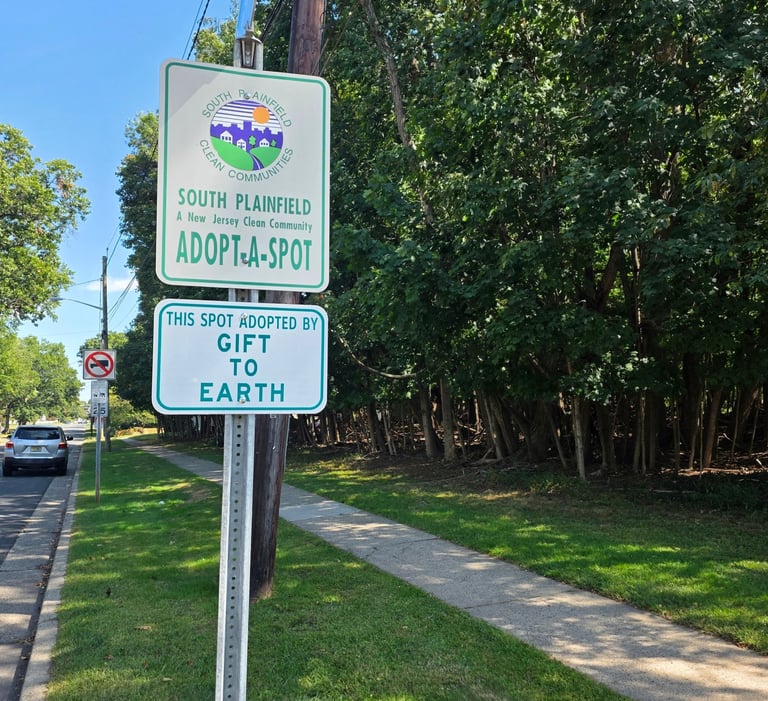 SOUTH PLAINFIELD
CLEAN COMMUNITIES
SOUTH PLAINFIELD
A New Jersey Clean Community
ADOPT-A-SPOT
THIS SPOT ADOPTED BY
GIFT
TO
EARTH
25